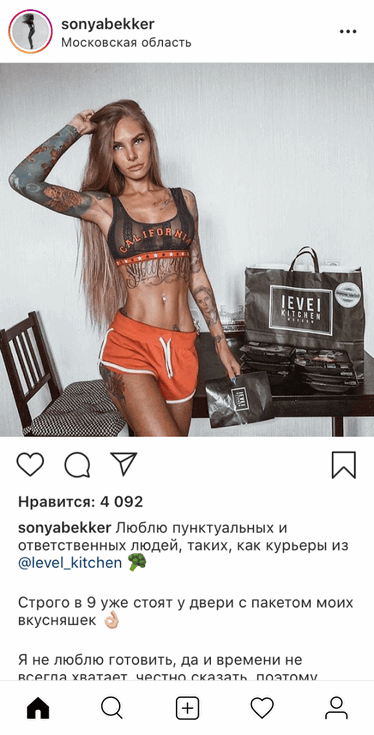 sonyabekker
Московская область
CALIFORNIA
LEVEL
KITCHEN
Нравится: 4 092
sonyabekker Люблю пунктуальных и
ответственных людей, таких, как курьеры из
@level_kitchen 🥦
Строго в 9 уже стоят у двери с пакетом моих
вкусняшек 👌🏻
Я не люблю готовить, да и времени не
всегда хватает, честно сказать, поэтому